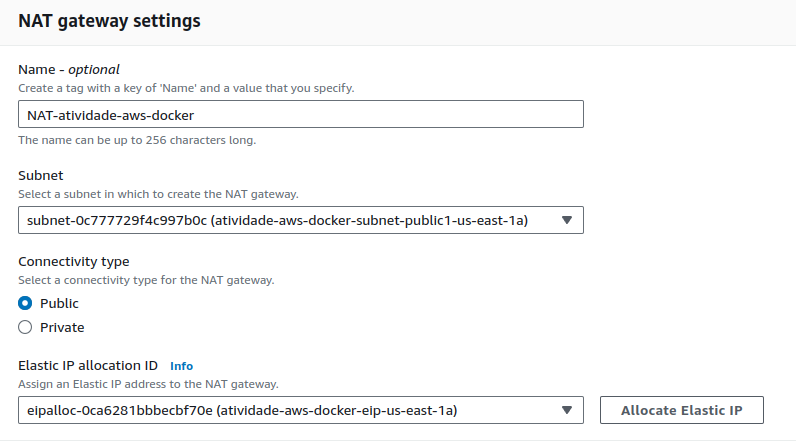 NAT gateway settings
Name - optional
Create a tag with a key of 'Name' and a value that you specify.
NAT-atividade-aws-docker
The name can be up to 256 characters long.
Subnet
Select a subnet in which to create the NAT gateway.
subnet-0c777729f4c997b0c (atividade-aws-docker-subnet-public1-us-east-1a)
Connectivity type
Select a connectivity type for the NAT gateway.
Public
Private
Elastic IP allocation ID Info
Assign an Elastic IP address to the NAT gateway.
eipalloc-0ca6281bbbecbf70e (atividade-aws-docker-eip-us-east-1a) Allocate Elastic IP